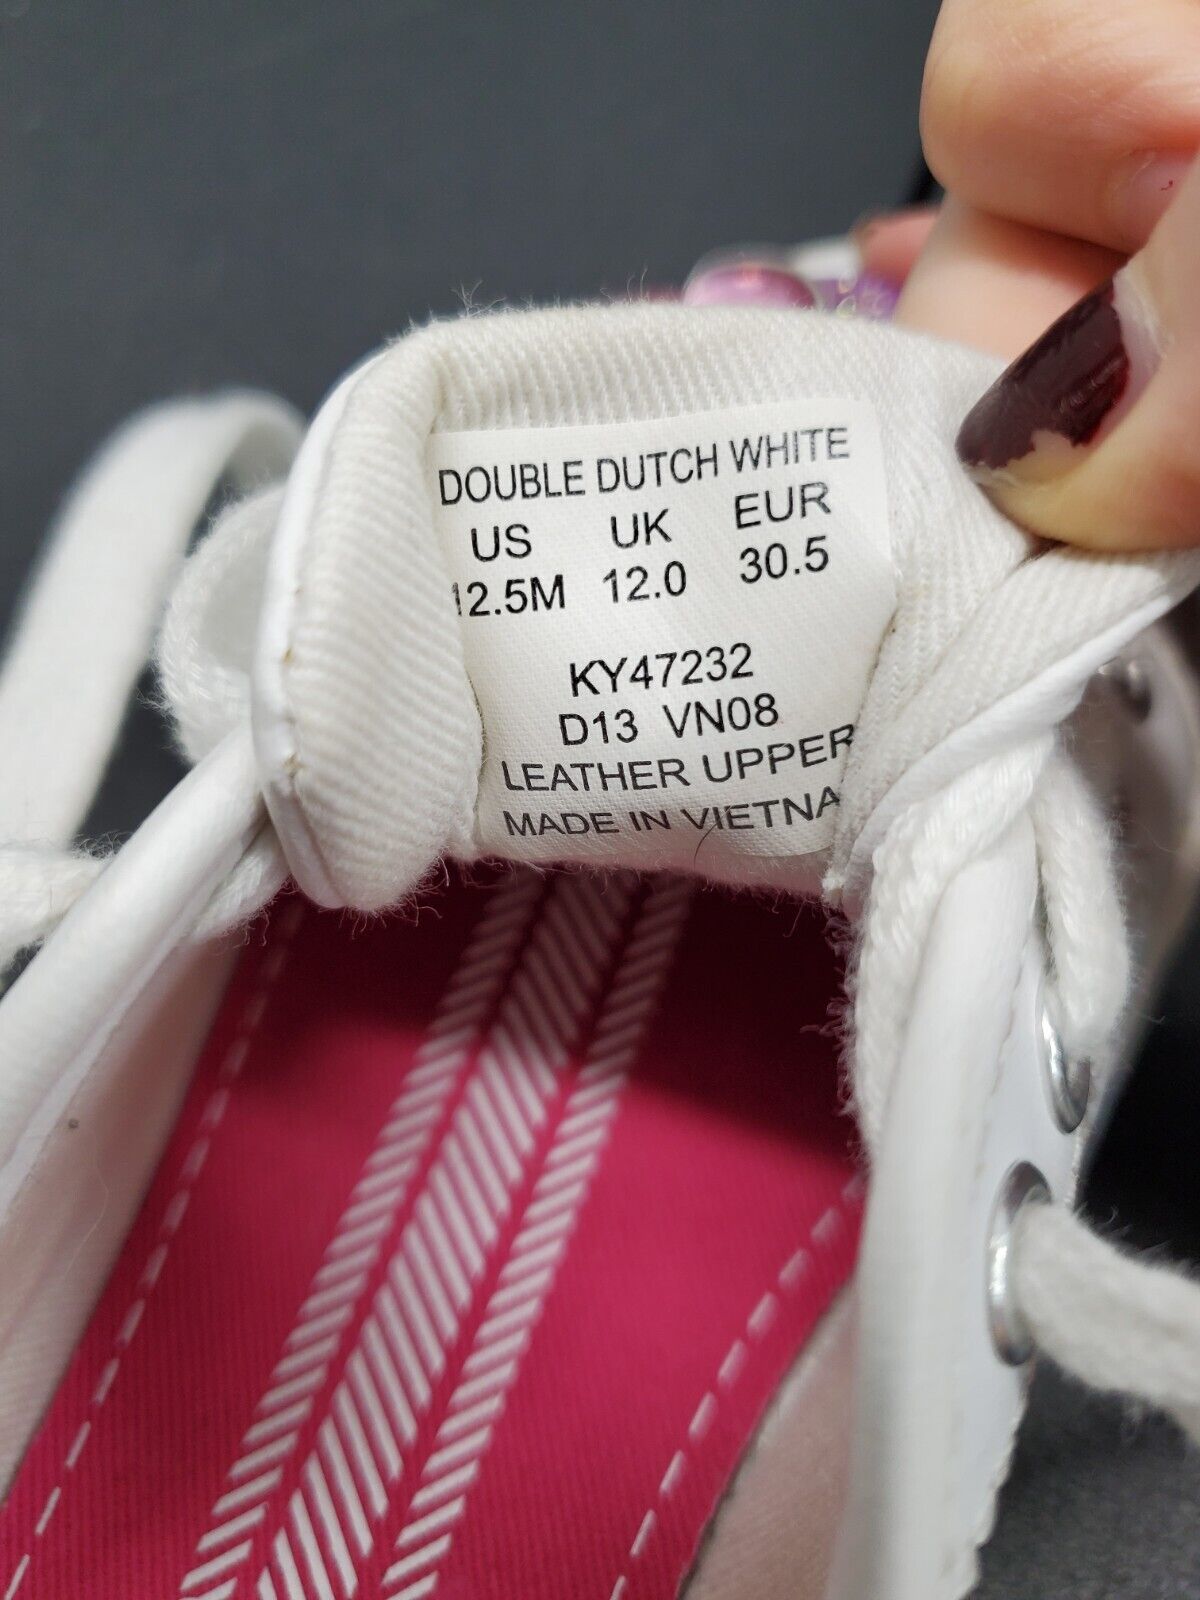 DOUBLE DUTCH WHITE
US UK EUR
12.5M 12.0 30.5
KY47232
D13 VN08
LEATHER UPPER
MADE IN VIETNA